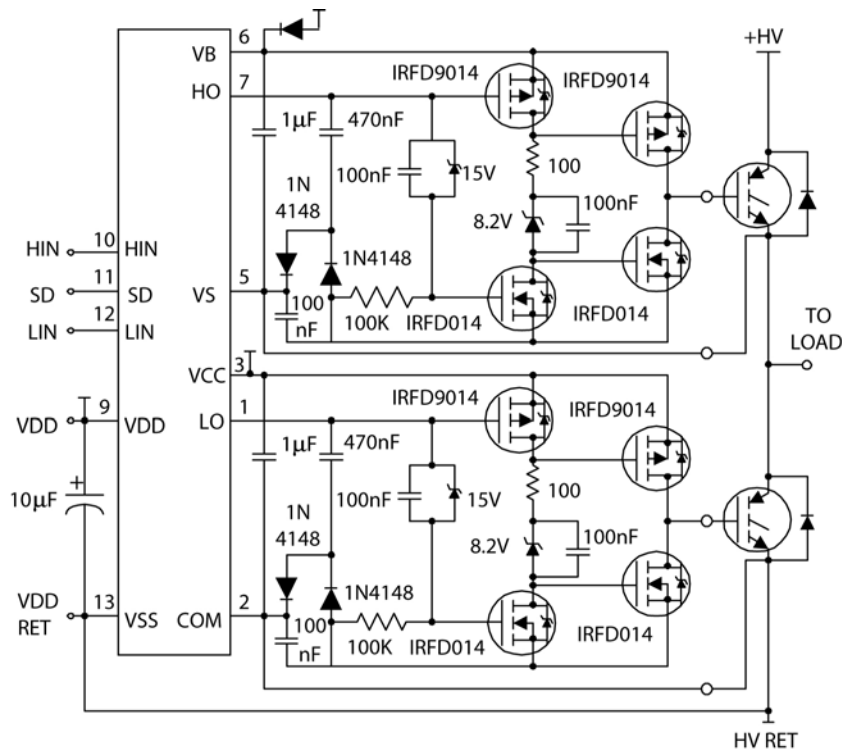 6
VB
7
HO
IRFD9014
IRFD9014
+HV
1μF
470nF
100nF
15V
100
100nF
8.2V
1N
4148
1N4148
HIN
10
HIN
SD
11
SD
VS
5
LIN
12
LIN
100
nF
100K
IRFD014
IRFD014
TO
LOAD
VCC
3
IRFD9014
IRFD9014
VDD
9
VDD
LO
1
1μF
470nF
100nF
15V
100
100nF
8.2V
+
10μF
1N
4148
1N4148
VDD
RET
13
VSS
COM
2
100
nF
100K
IRFD014
IRFD014
HV RET